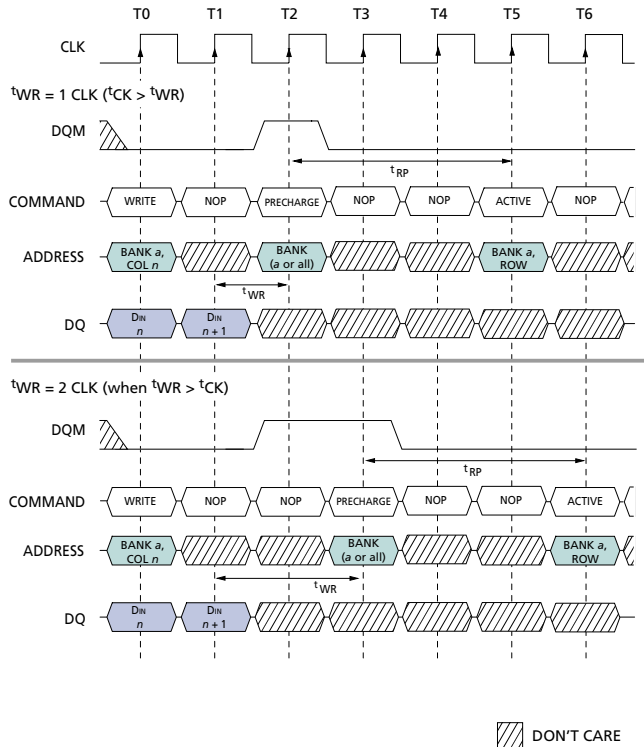 T0 T1 T2 T3 T4 T5 T6
CLK
tWR = 1 CLK (tCK > tWR)
DQM
tRP
COMMAND WRITE NOP PRECHARGE NOP NOP ACTIVE NOP
ADDRESS BANK a, COL n BANK (a or all) BANK a, ROW
tWR
DQ DIN n DIN n + 1
tWR = 2 CLK (when tWR > tCK)
DQM
tRP
COMMAND WRITE NOP NOP PRECHARGE NOP NOP ACTIVE
ADDRESS BANK a, COL n BANK (a or all) BANK a, ROW
tWR
DQ DIN n DIN n + 1
DON'T CARE